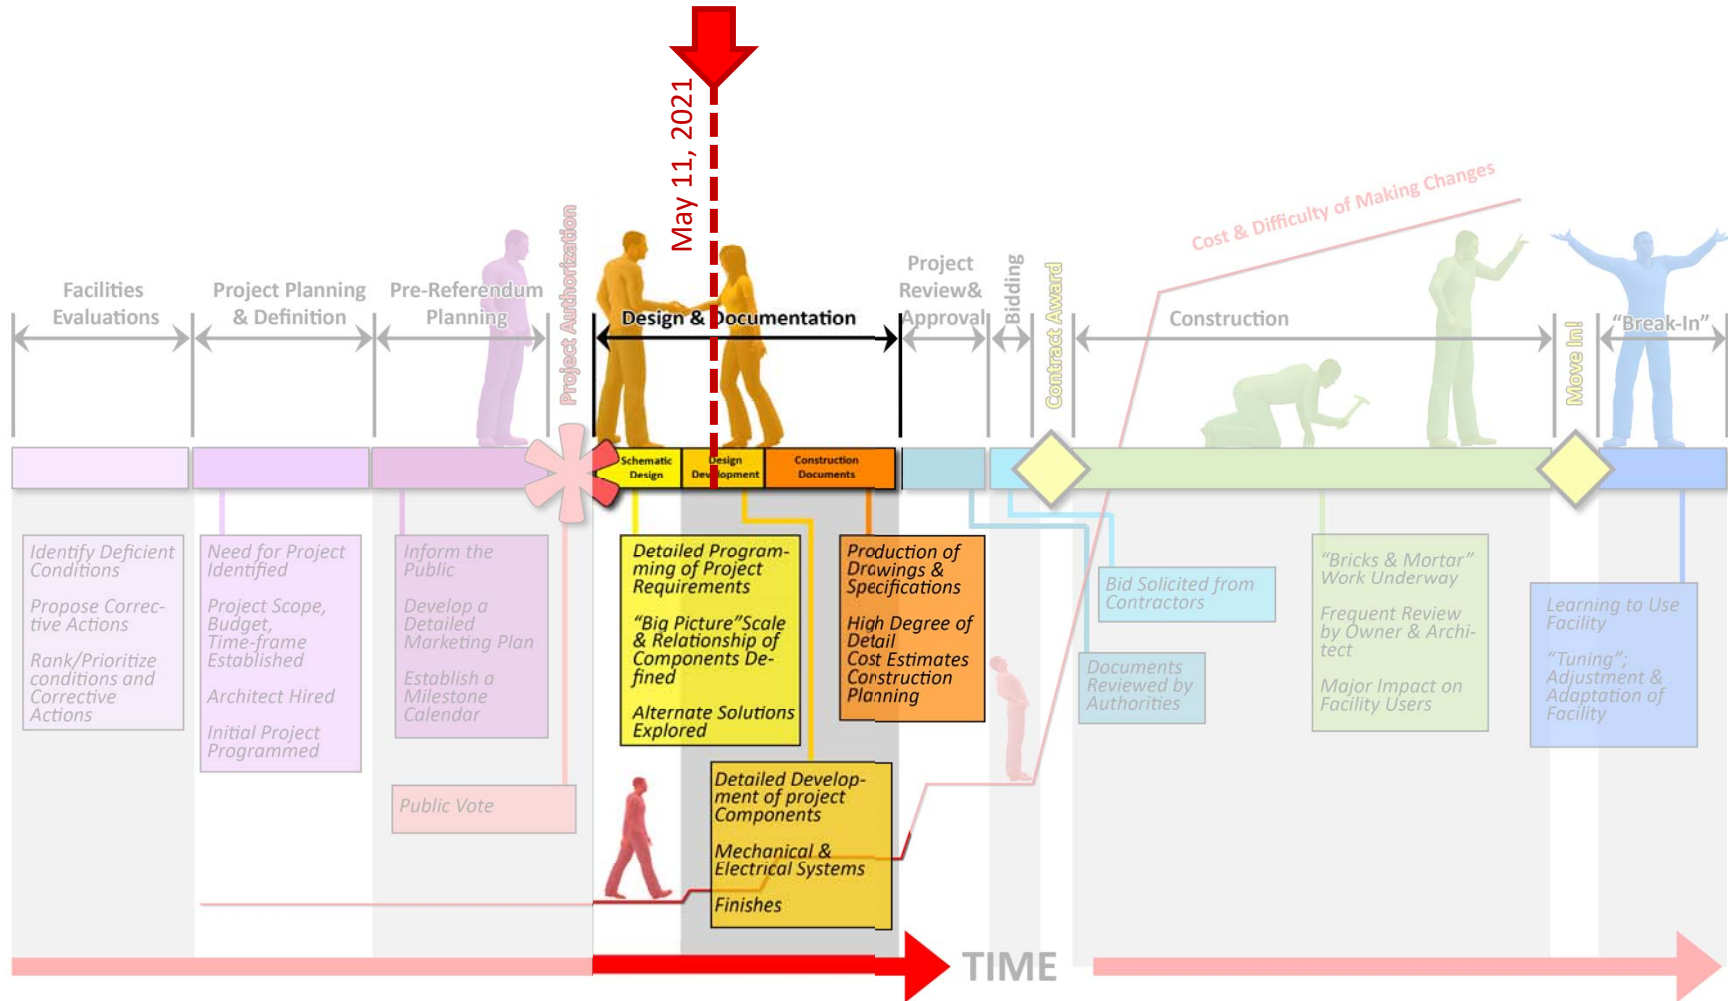 May 11, 2021
Cost & Difficulty of Making Changes
Facilities
Evaluations
Project Planning
& Definition
Pre-Referendum
Planning
Project Authorization
Design & Documentation
Project
Review&
Approval
Bidding
Contract Award
Construction
Move In!
“Break-In”
Schematic
Design
Design
Development
Construction
Documents
Identify Deficient
Conditions
Propose Correc-
tive Actions
Rank/Prioritize
conditions and
Corrective
Actions
Need for Project
Identified
Project Scope,
Budget,
Time-frame
Established
Architect Hired
Initial Project
Programmed
Inform the
Public
Develop a
Detailed
Marketing Plan
Establish a
Milestone
Calendar
Public Vote
Detailed Program-
ming of Project
Requirements
“Big Picture”Scale
& Relationship of
Components De-
fined
Alternate Solutions
Explored
Detailed Develop-
ment of project
Components
Mechanical &
Electrical Systems
Finishes
Production of
Drawings &
Specifications
High Degree of
Detail
Cost Estimates
Construction
Planning
Documents
Reviewed by
Authorities
Bid Solicited from
Contractors
“Bricks & Mortar”
Work Underway
Frequent Review
by Owner & Archi-
tect
Major Impact on
Facility Users
Learning to Use
Facility
“Tuning”;
Adjustment &
Adaptation of
Facility
TIME